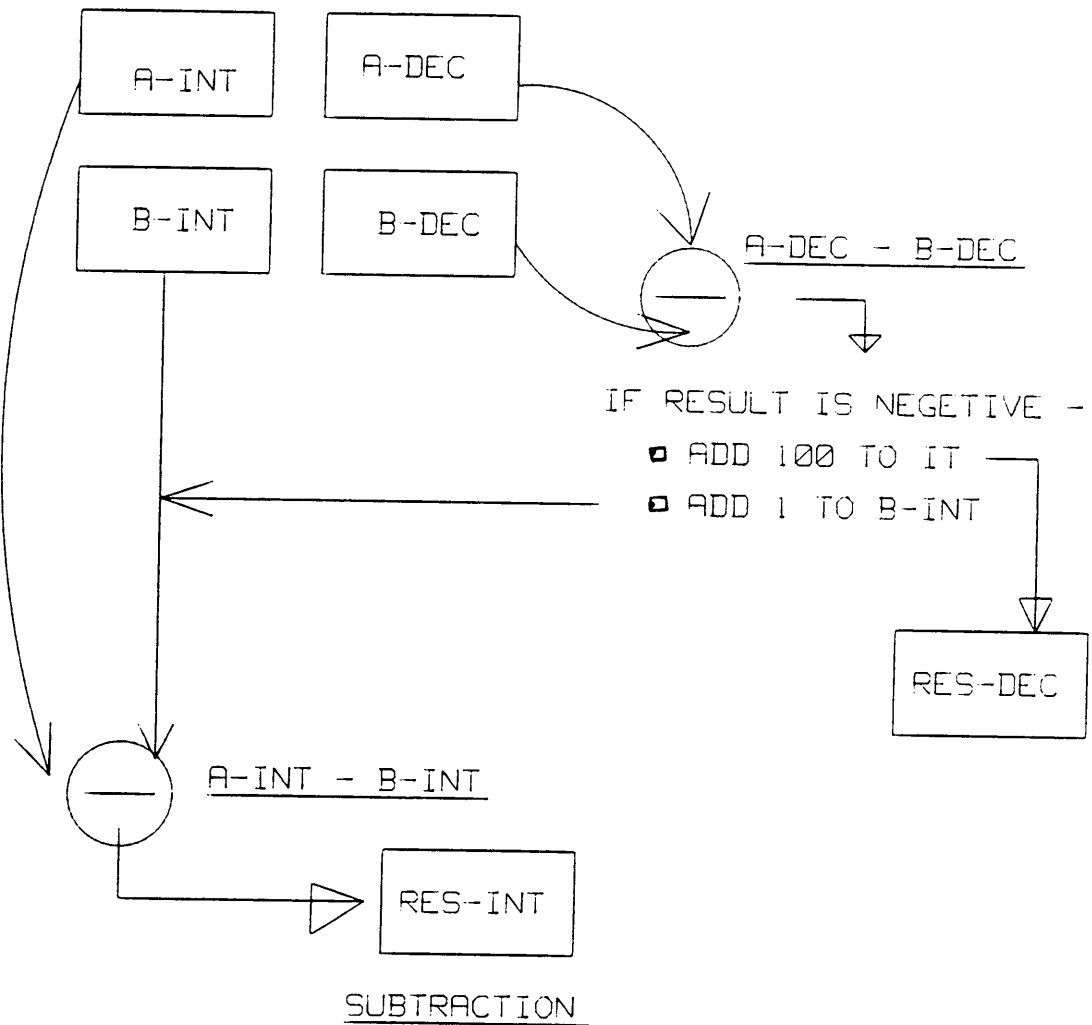 A-INT
A-DEC
B-INT
B-DEC
A-DEC - B-DEC
IF RESULT IS NEGETIVE -
ADD 100 TO IT
ADD 1 TO B-INT
RES-DEC
A-INT - B-INT
RES-INT
SUBTRACTION